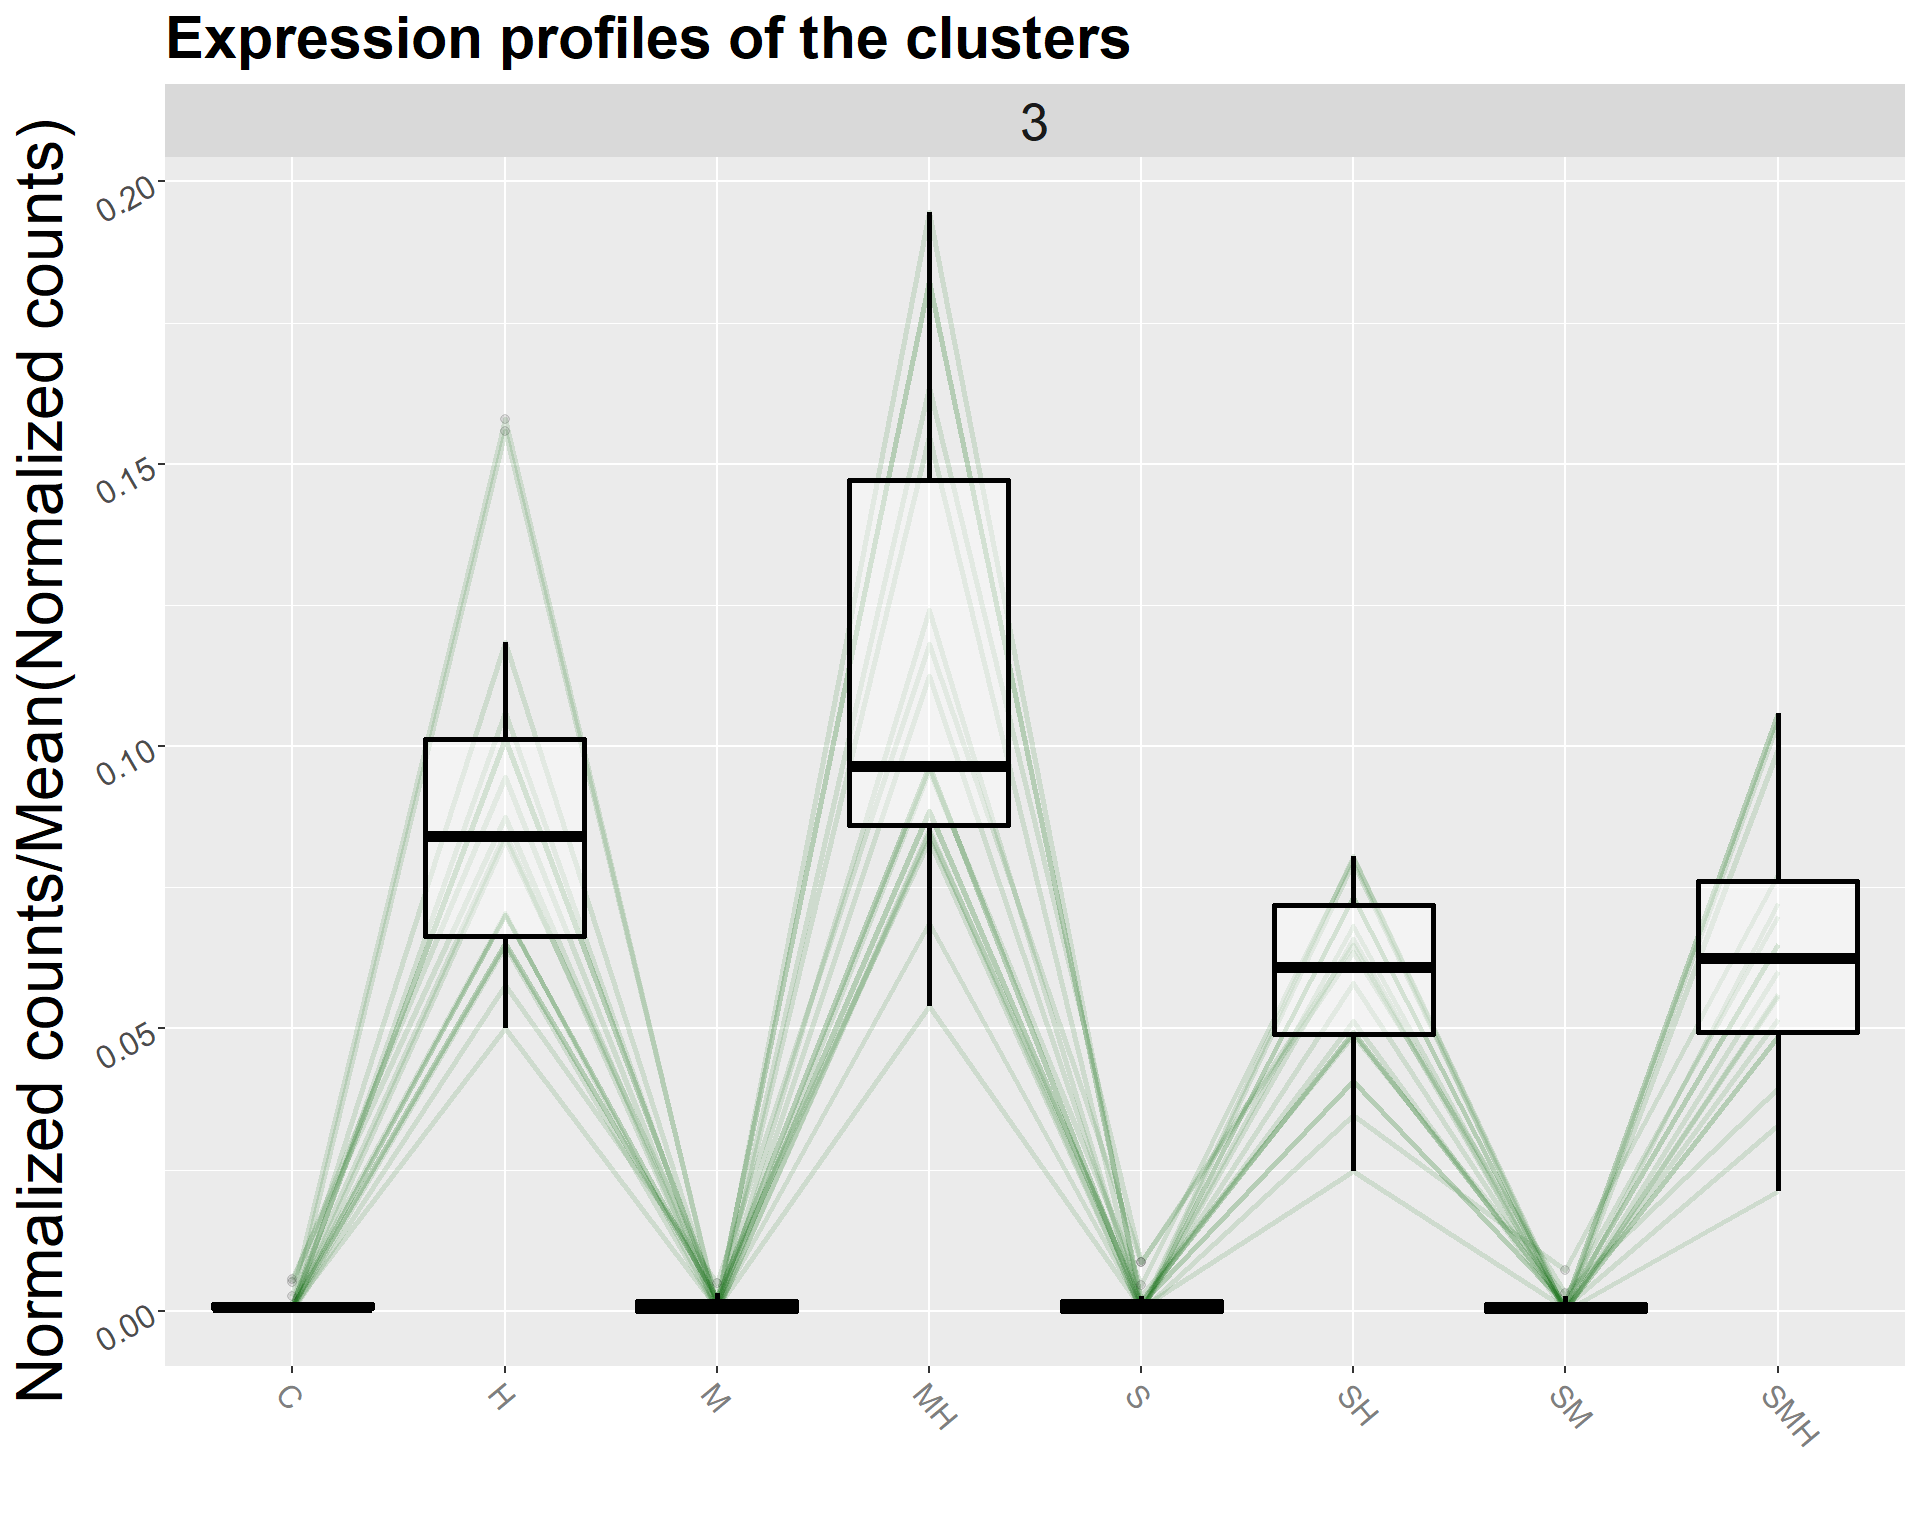 Expression profiles of the clusters
3
Normalized counts/Mean(Normalized counts)
0.20
0.15
0.10
0.05
0.00
C
H
M
MH
S
SH
SM
SMH